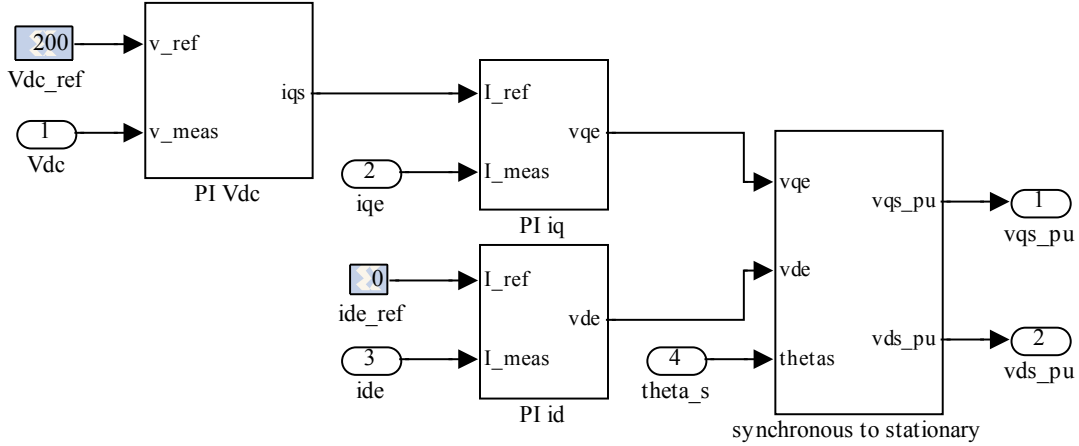 200
Vdc_ref
1
Vdc
v_ref
v_meas
iqs
PI Vdc
2
iqe
I_ref
I_meas
vqe
PI iq
0
ide_ref
3
ide
I_ref
I_meas
vde
PI id
4
theta_s
vqe
vde
thetas
vqs_pu
vds_pu
synchronous to stationary
1
vqs_pu
2
vds_pu